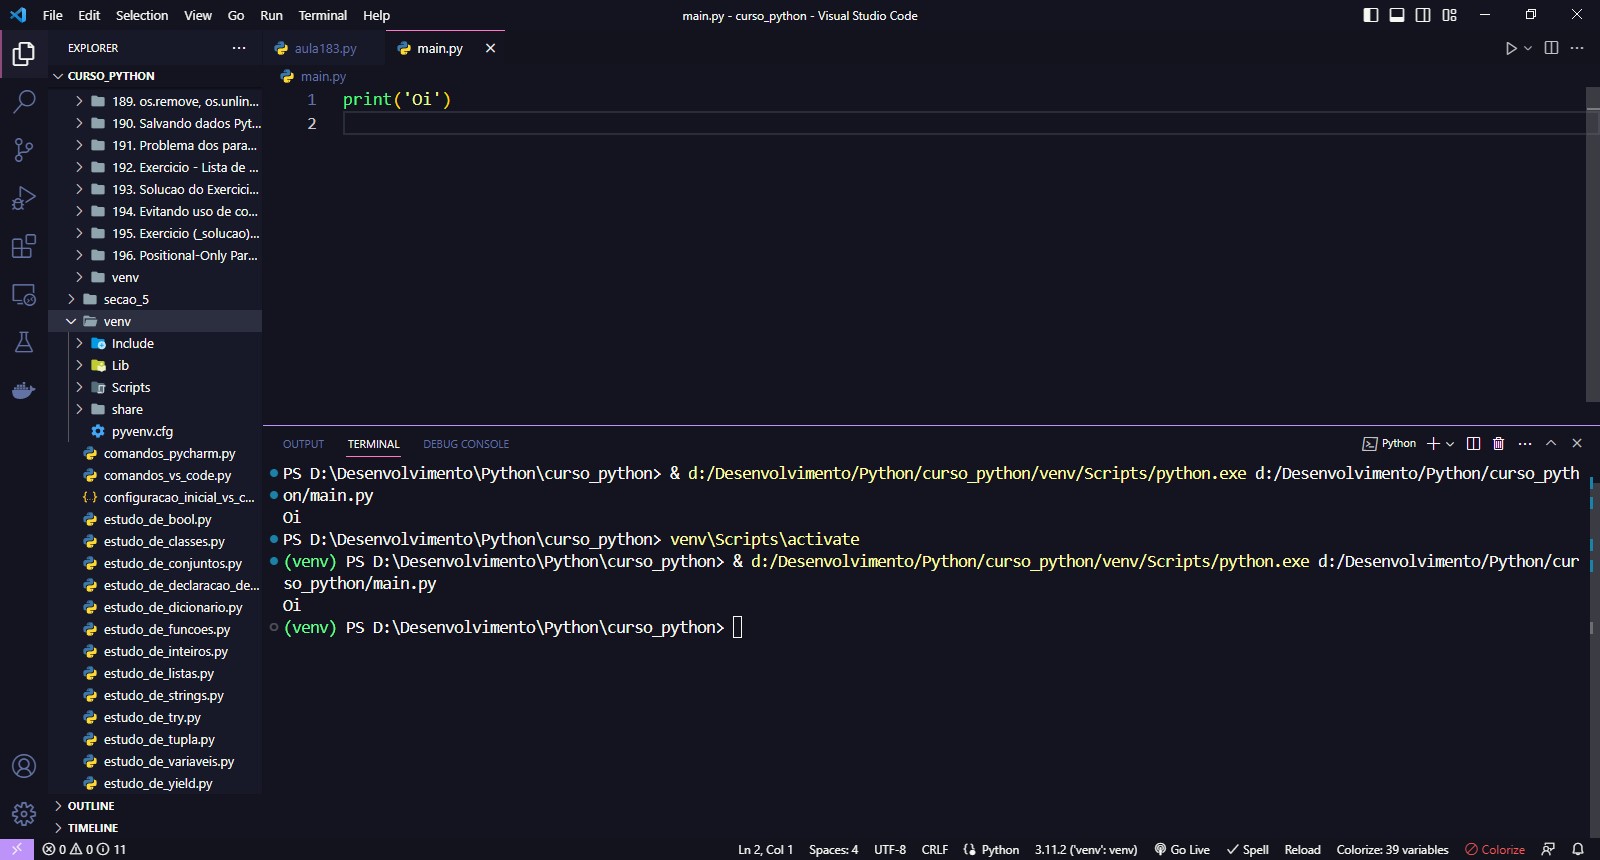 File Edit Selection View Go Run Terminal Help
main.py - curso_python - Visual Studio Code
EXPLORER
CURSO_PYTHON
189. os.remove, os.unlin...
190. Salvando dados Pyt...
191. Problema dos para...
192. Exercicio - Lista de ...
193. Solucao do Exercici...
194. Evitando uso de co...
195. Exercicio (_solucao)...
196. Positional-Only Par...
venv
secao_5
venv
Include
Lib
Scripts
share
pyvenv.cfg
comandos_pycharm.py
comandos_vs_code.py
configuracao_inicial_vs_c...
estudo_de_bool.py
estudo_de_classes.py
estudo_de_conjuntos.py
estudo_de_declaracao_de...
estudo_de_dicionario.py
estudo_de_funcoes.py
estudo_de_inteiros.py
estudo_de_listas.py
estudo_de_strings.py
estudo_de_try.py
estudo_de_tupla.py
estudo_de_variaveis.py
estudo_de_yield.py
OUTLINE
TIMELINE
aula183.py main.py
main.py
1 print('Oi')
2
OUTPUT TERMINAL DEBUG CONSOLE
Python
PS D:\Desenvolvimento\Python\curso_python> & d:/Desenvolvimento/Python/curso_python/venv/Scripts/python.exe d:/Desenvolvimento/Python/curso_pyth
on/main.py
Oi
PS D:\Desenvolvimento\Python\curso_python> venv\Scripts\activate
(venv) PS D:\Desenvolvimento\Python\curso_python> & d:/Desenvolvimento/Python/curso_python/venv/Scripts/python.exe d:/Desenvolvimento/Python/cur
so_python/main.py
Oi
(venv) PS D:\Desenvolvimento\Python\curso_python>
0 0 11
Ln 2, Col 1 Spaces: 4 UTF-8 CRLF Python 3.11.2 ('venv': venv) Go Live Spell Reload Colorize: 39 variables Colorize